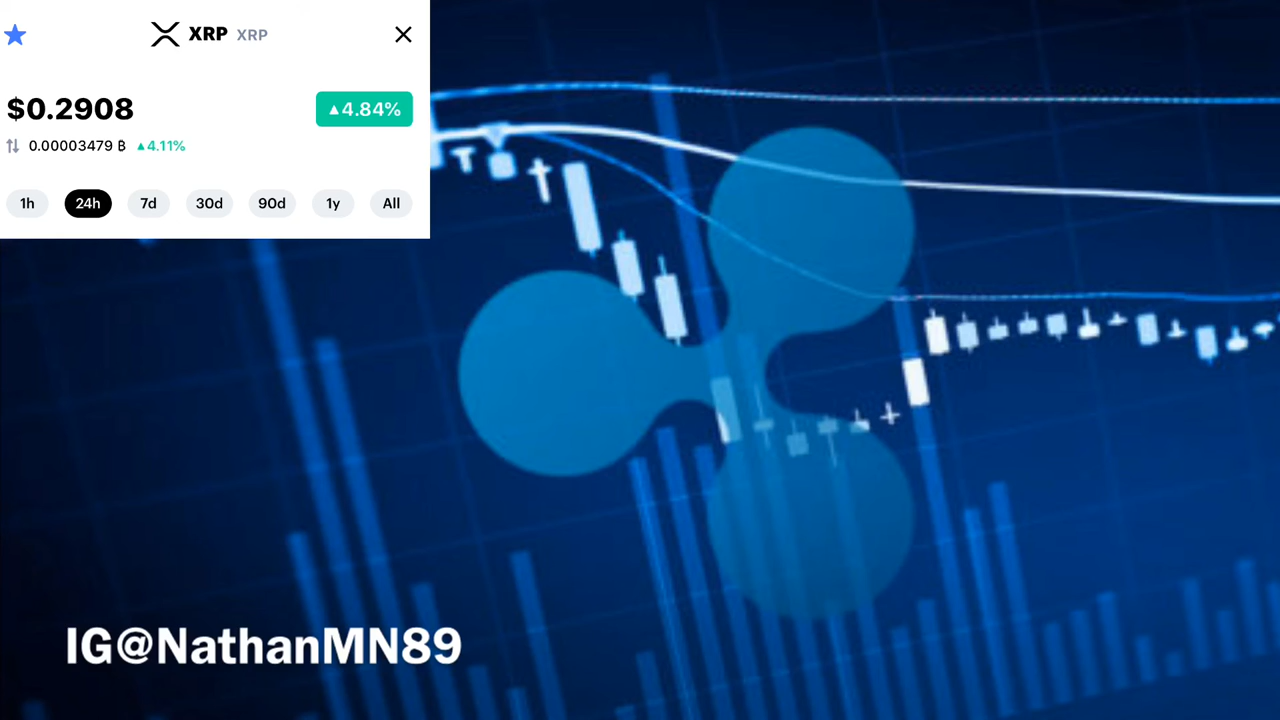 XRP XRP
$0.2908
▲4.84%
0.00003479 ₿ ▲4.11%
1h 24h 7d 30d 90d 1y All
IG@NathanMN89